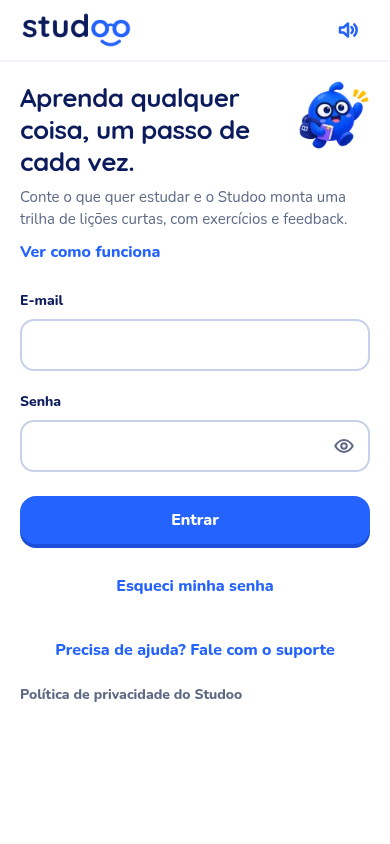 studoo
Aprenda qualquer
coisa, um passo de
cada vez.
Conte o que quer estudar e o Studoo monta uma
trilha de lições curtas, com exercícios e feedback.
Ver como funciona
E-mail
Senha
Entrar
Esqueci minha senha
Precisa de ajuda? Fale com o suporte
Política de privacidade do Studoo